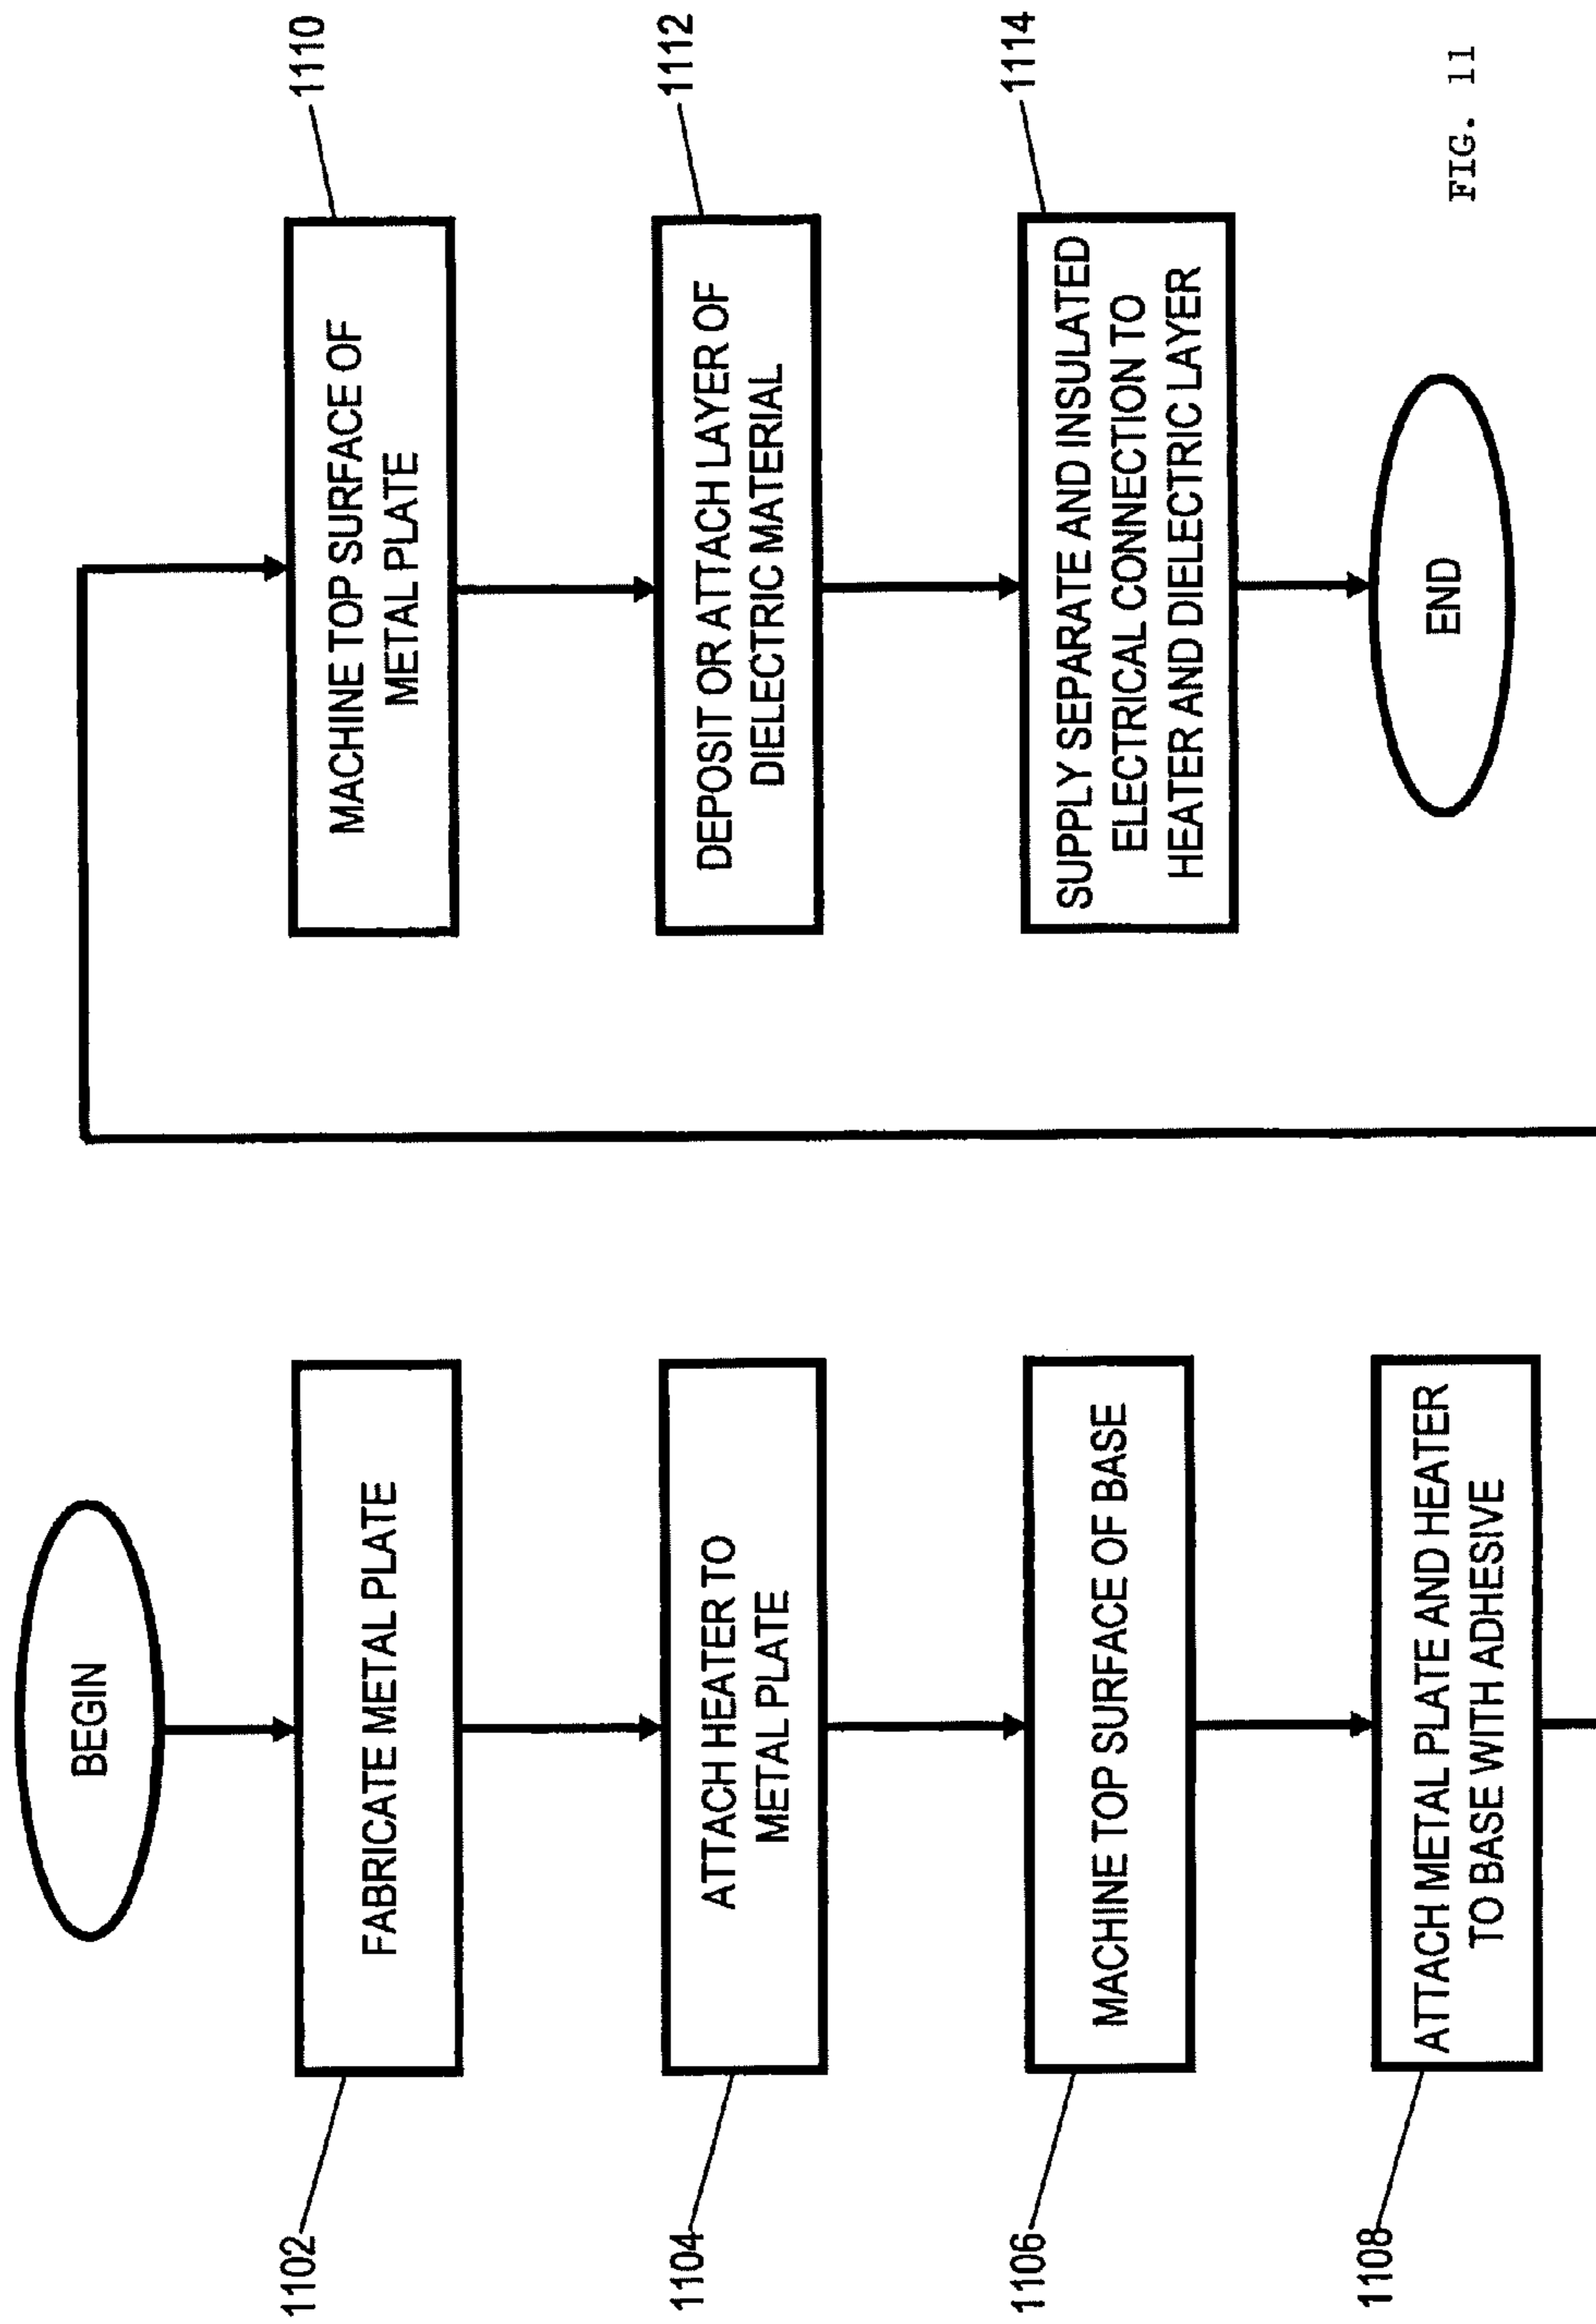 BEGIN
1102
FABRICATE METAL PLATE
1104
ATTACH HEATER TO
METAL PLATE
1106
MACHINE TOP SURFACE OF BASE
1108
ATTACH METAL PLATE AND HEATER
TO BASE WITH ADHESIVE
1110
MACHINE TOP SURFACE OF
METAL PLATE
1112
DEPOSIT OR ATTACH LAYER OF
DIELECTRIC MATERIAL
1114
SUPPLY SEPARATE AND INSULATED
ELECTRICAL CONNECTION TO
HEATER AND DIELECTRIC LAYER
END
FIG. 11